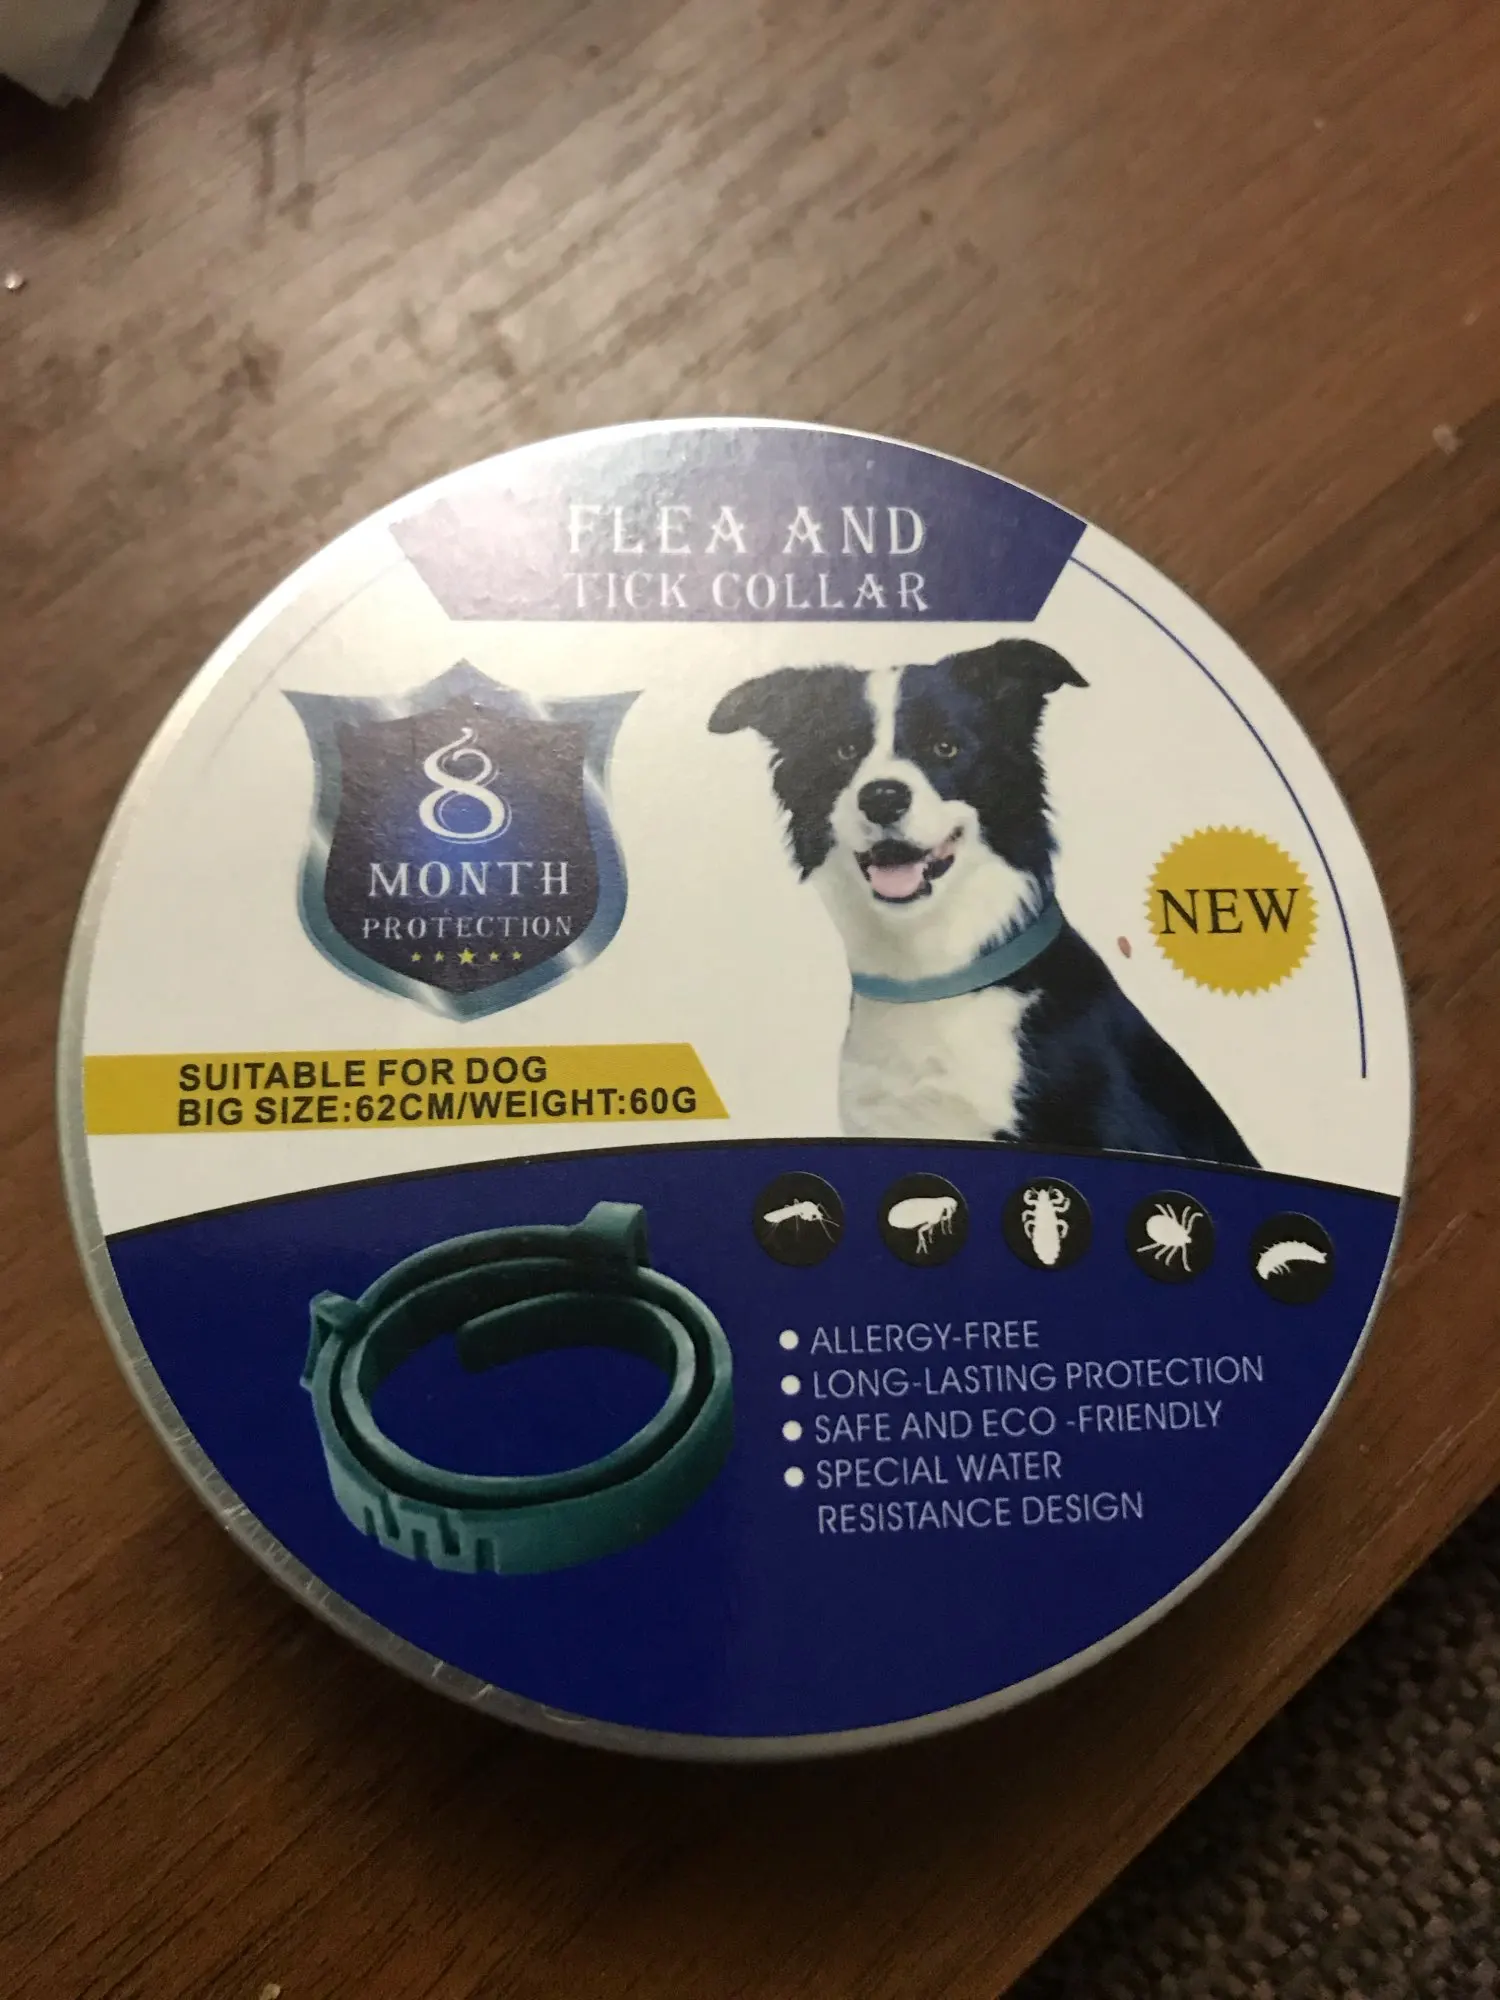 FLEA AND
TICK COLLAR
8
MONTH
PROTECTION
NEW
SUITABLE FOR DOG
BIG SIZE:62CM/WEIGHT:60G
ALLERGY-FREE
LONG-LASTING PROTECTION
SAFE AND ECO -FRIENDLY
SPECIAL WATER
RESISTANCE DESIGN